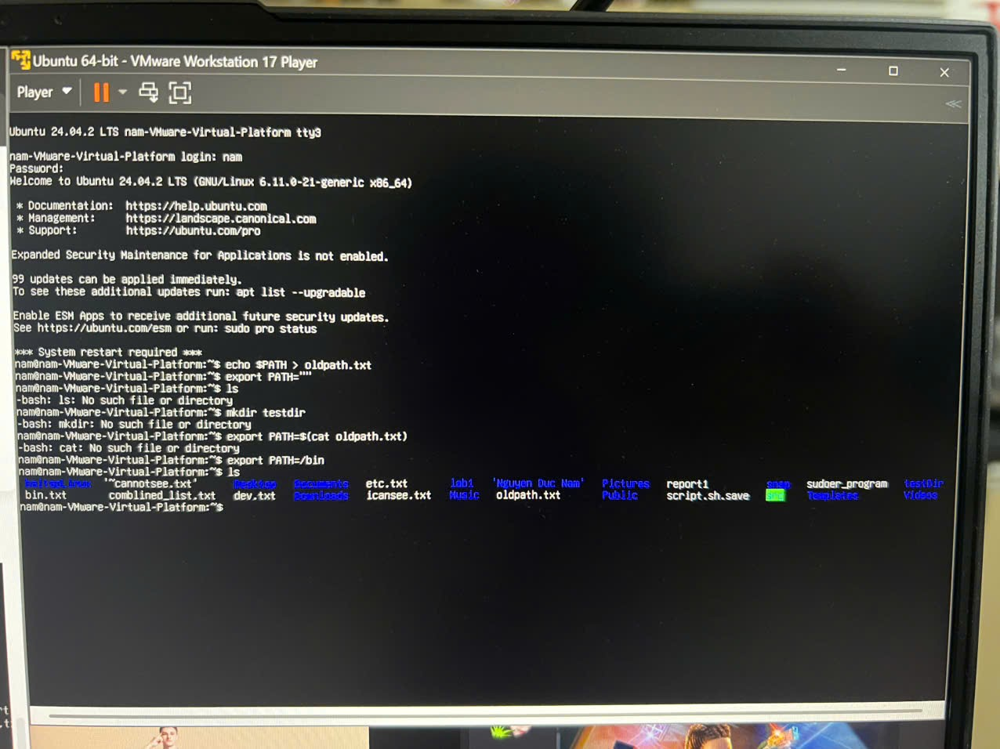 Ubuntu 64-bit - VMware Workstation 17 Player
Player
Ubuntu 24.04.2 LTS nam-VMware-Virtual-Platform tty3
nam-VMware-Virtual-Platform login: nam
Password:
Welcome to Ubuntu 24.04.2 LTS (GNU/Linux 6.11.0-21-generic x86_64)
* Documentation: https://help.ubuntu.com
* Management: https://landscape.canonical.com
* Support: https://ubuntu.com/pro
Expanded Security Maintenance for Applications is not enabled.
99 updates can be applied immediately.
To see these additional updates run: apt list --upgradable
Enable ESM Apps to receive additional future security updates.
See https://ubuntu.com/esm or run: sudo pro status
*** System restart required ***
nam@nam-VMware-Virtual-Platform:~$ echo $PATH > oldpath.txt
nam@nam-VMware-Virtual-Platform:~$ export PATH=""
nam@nam-VMware-Virtual-Platform:~$ ls
-bash: ls: No such file or directory
nam@nam-VMware-Virtual-Platform:~$ mkdir testdir
-bash: mkdir: No such file or directory
nam@nam-VMware-Virtual-Platform:~$ export PATH=$(cat oldpath.txt)
-bash: cat: No such file or directory
nam@nam-VMware-Virtual-Platform:~$ export PATH=/bin
nam@nam-VMware-Virtual-Platform:~$ ls
'~cannotsee.txt' Desktop Documents etc.txt lab1 'Nguyen Duc Nam' Pictures report1 snap sudoer_program testDir
bin.txt comblined_list.txt dev.txt Downloads icansee.txt Music oldpath.txt Public script.sh.save Templates Videos
nam@nam-VMware-Virtual-Platform:~$